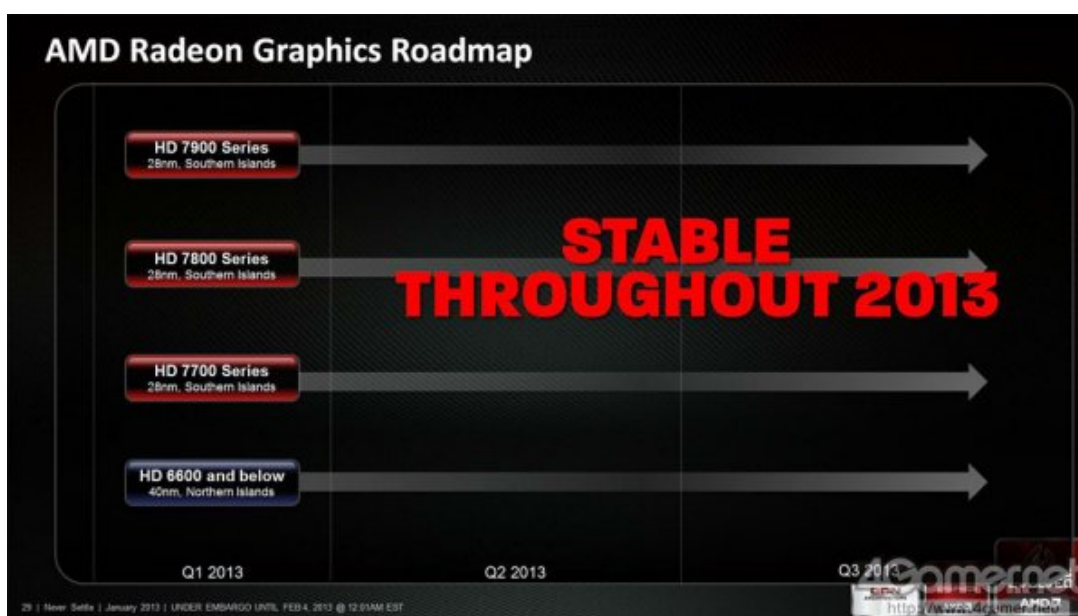 AMD Radeon Graphics Roadmap
HD 7900 Series
28nm, Southern Islands
HD 7800 Series
28nm, Southern Islands
STABLE
THROUGHOUT 2013
HD 7700 Series
28nm, Southern Islands
HD 6600 and below
40nm, Northern Islands
Q1 2013
Q2 2013
Q3 2013
4Gamer.net
29 | Never Settle | January 2013 | UNDER EMBARGO UNTIL FEB 4, 2013 @ 12:01AM EST
AMD